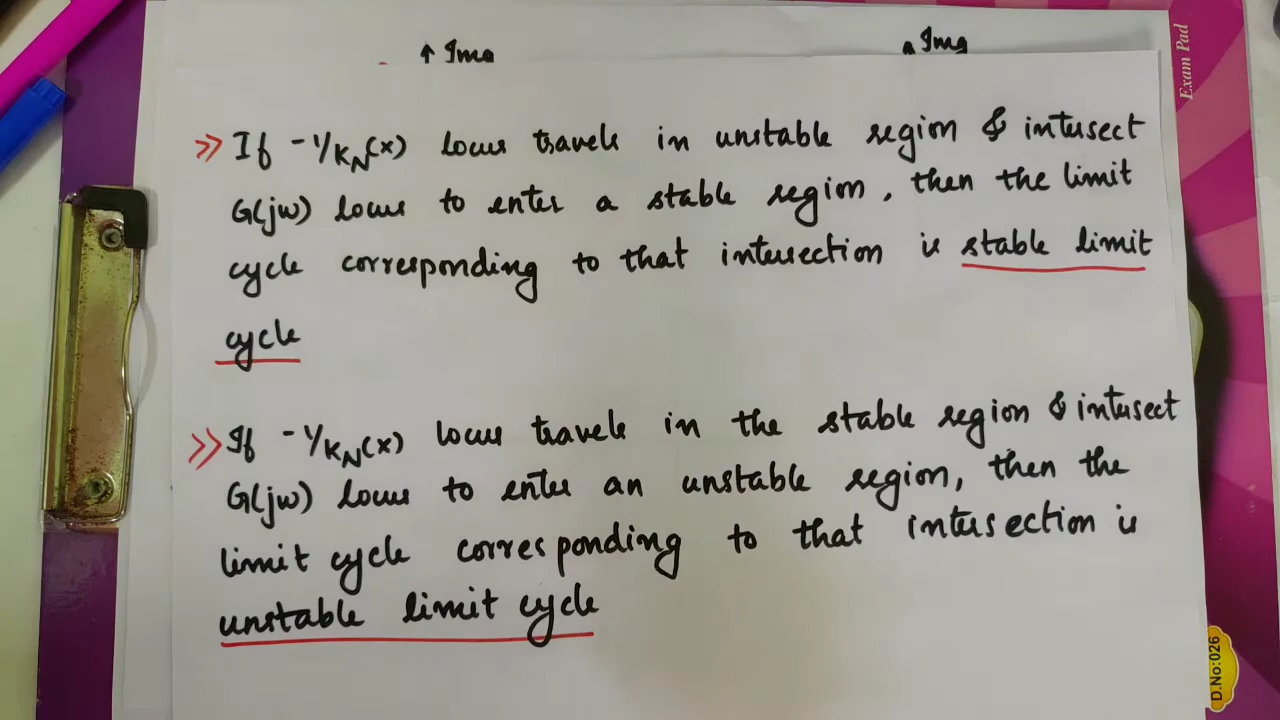 Img
Img
Exam Pad
>> If -1/K_N(x) locus travels in unstable region & intersect
G(jw) locus to enter a stable region, then the limit
cycle corresponding to that intersection is stable limit
cycle
>> If -1/K_N(x) locus travels in the stable region & intersect
G(jw) locus to enter an unstable region, then the
limit cycle corresponding to that intersection is
unstable limit cycle
D.No:026